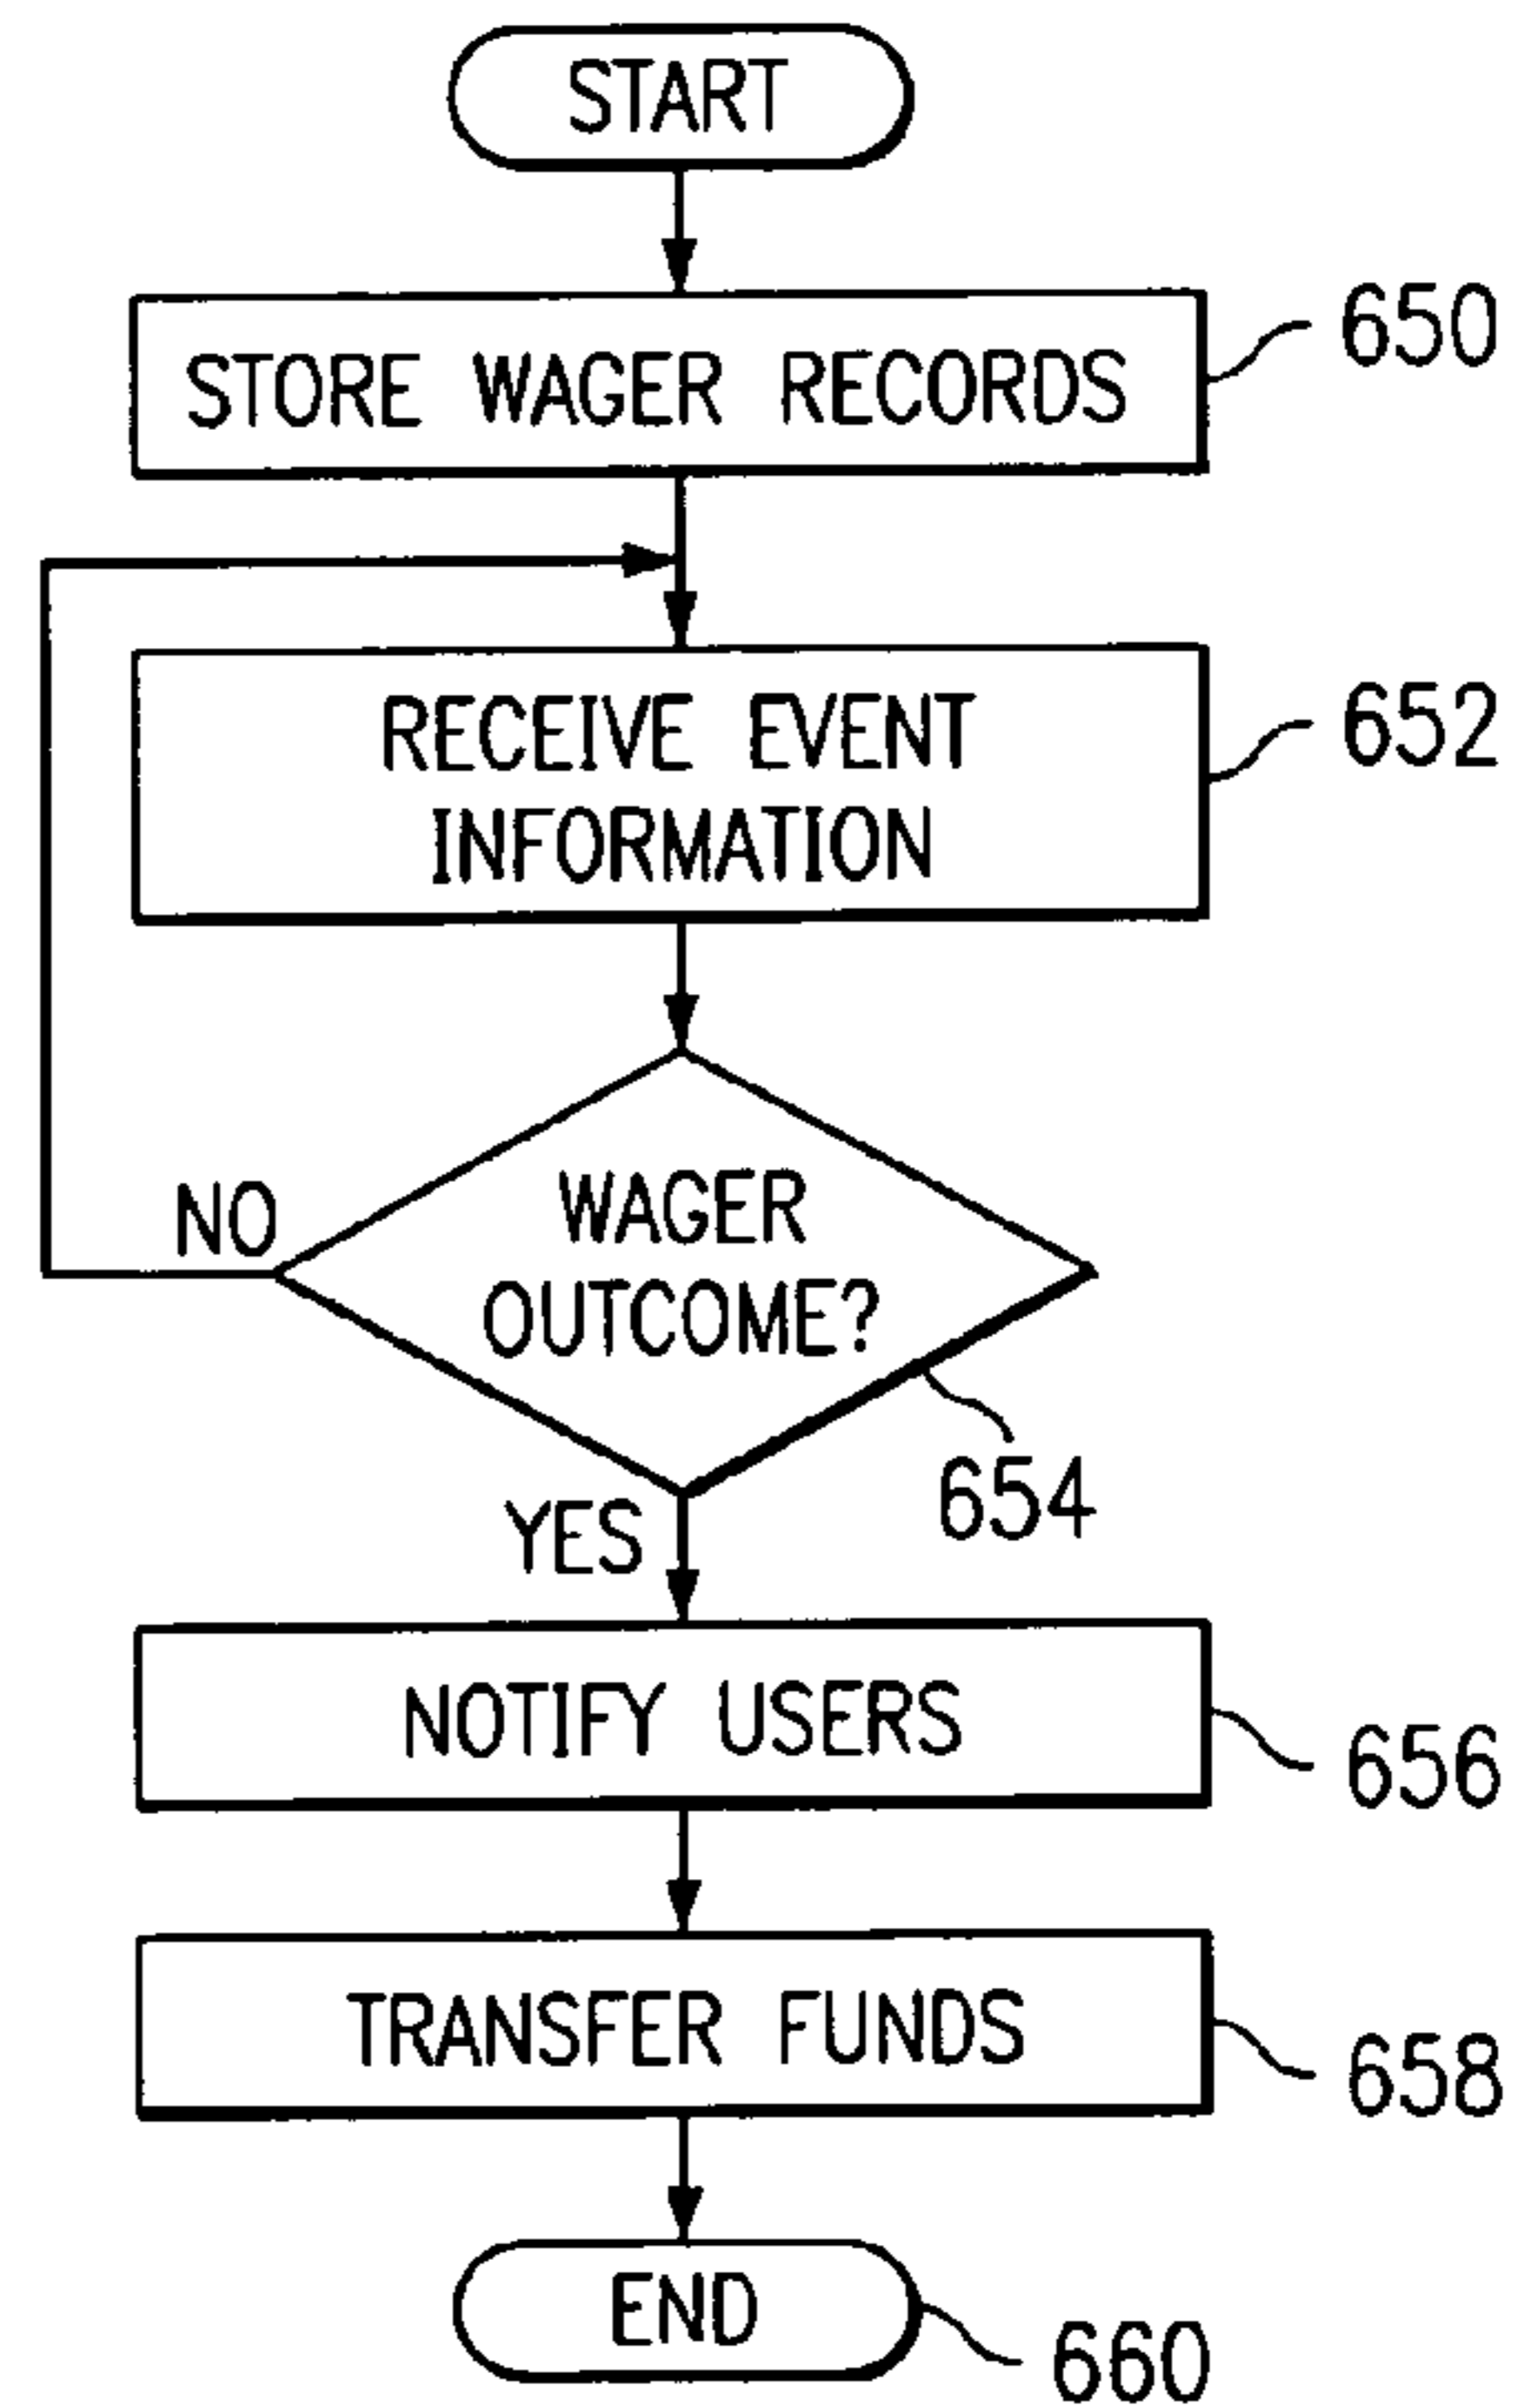 START
STORE WAGER RECORDS
650
RECEIVE EVENT
INFORMATION
652
WAGER
OUTCOME?
NO
654
YES
NOTIFY USERS
656
TRANSFER FUNDS
658
END
660